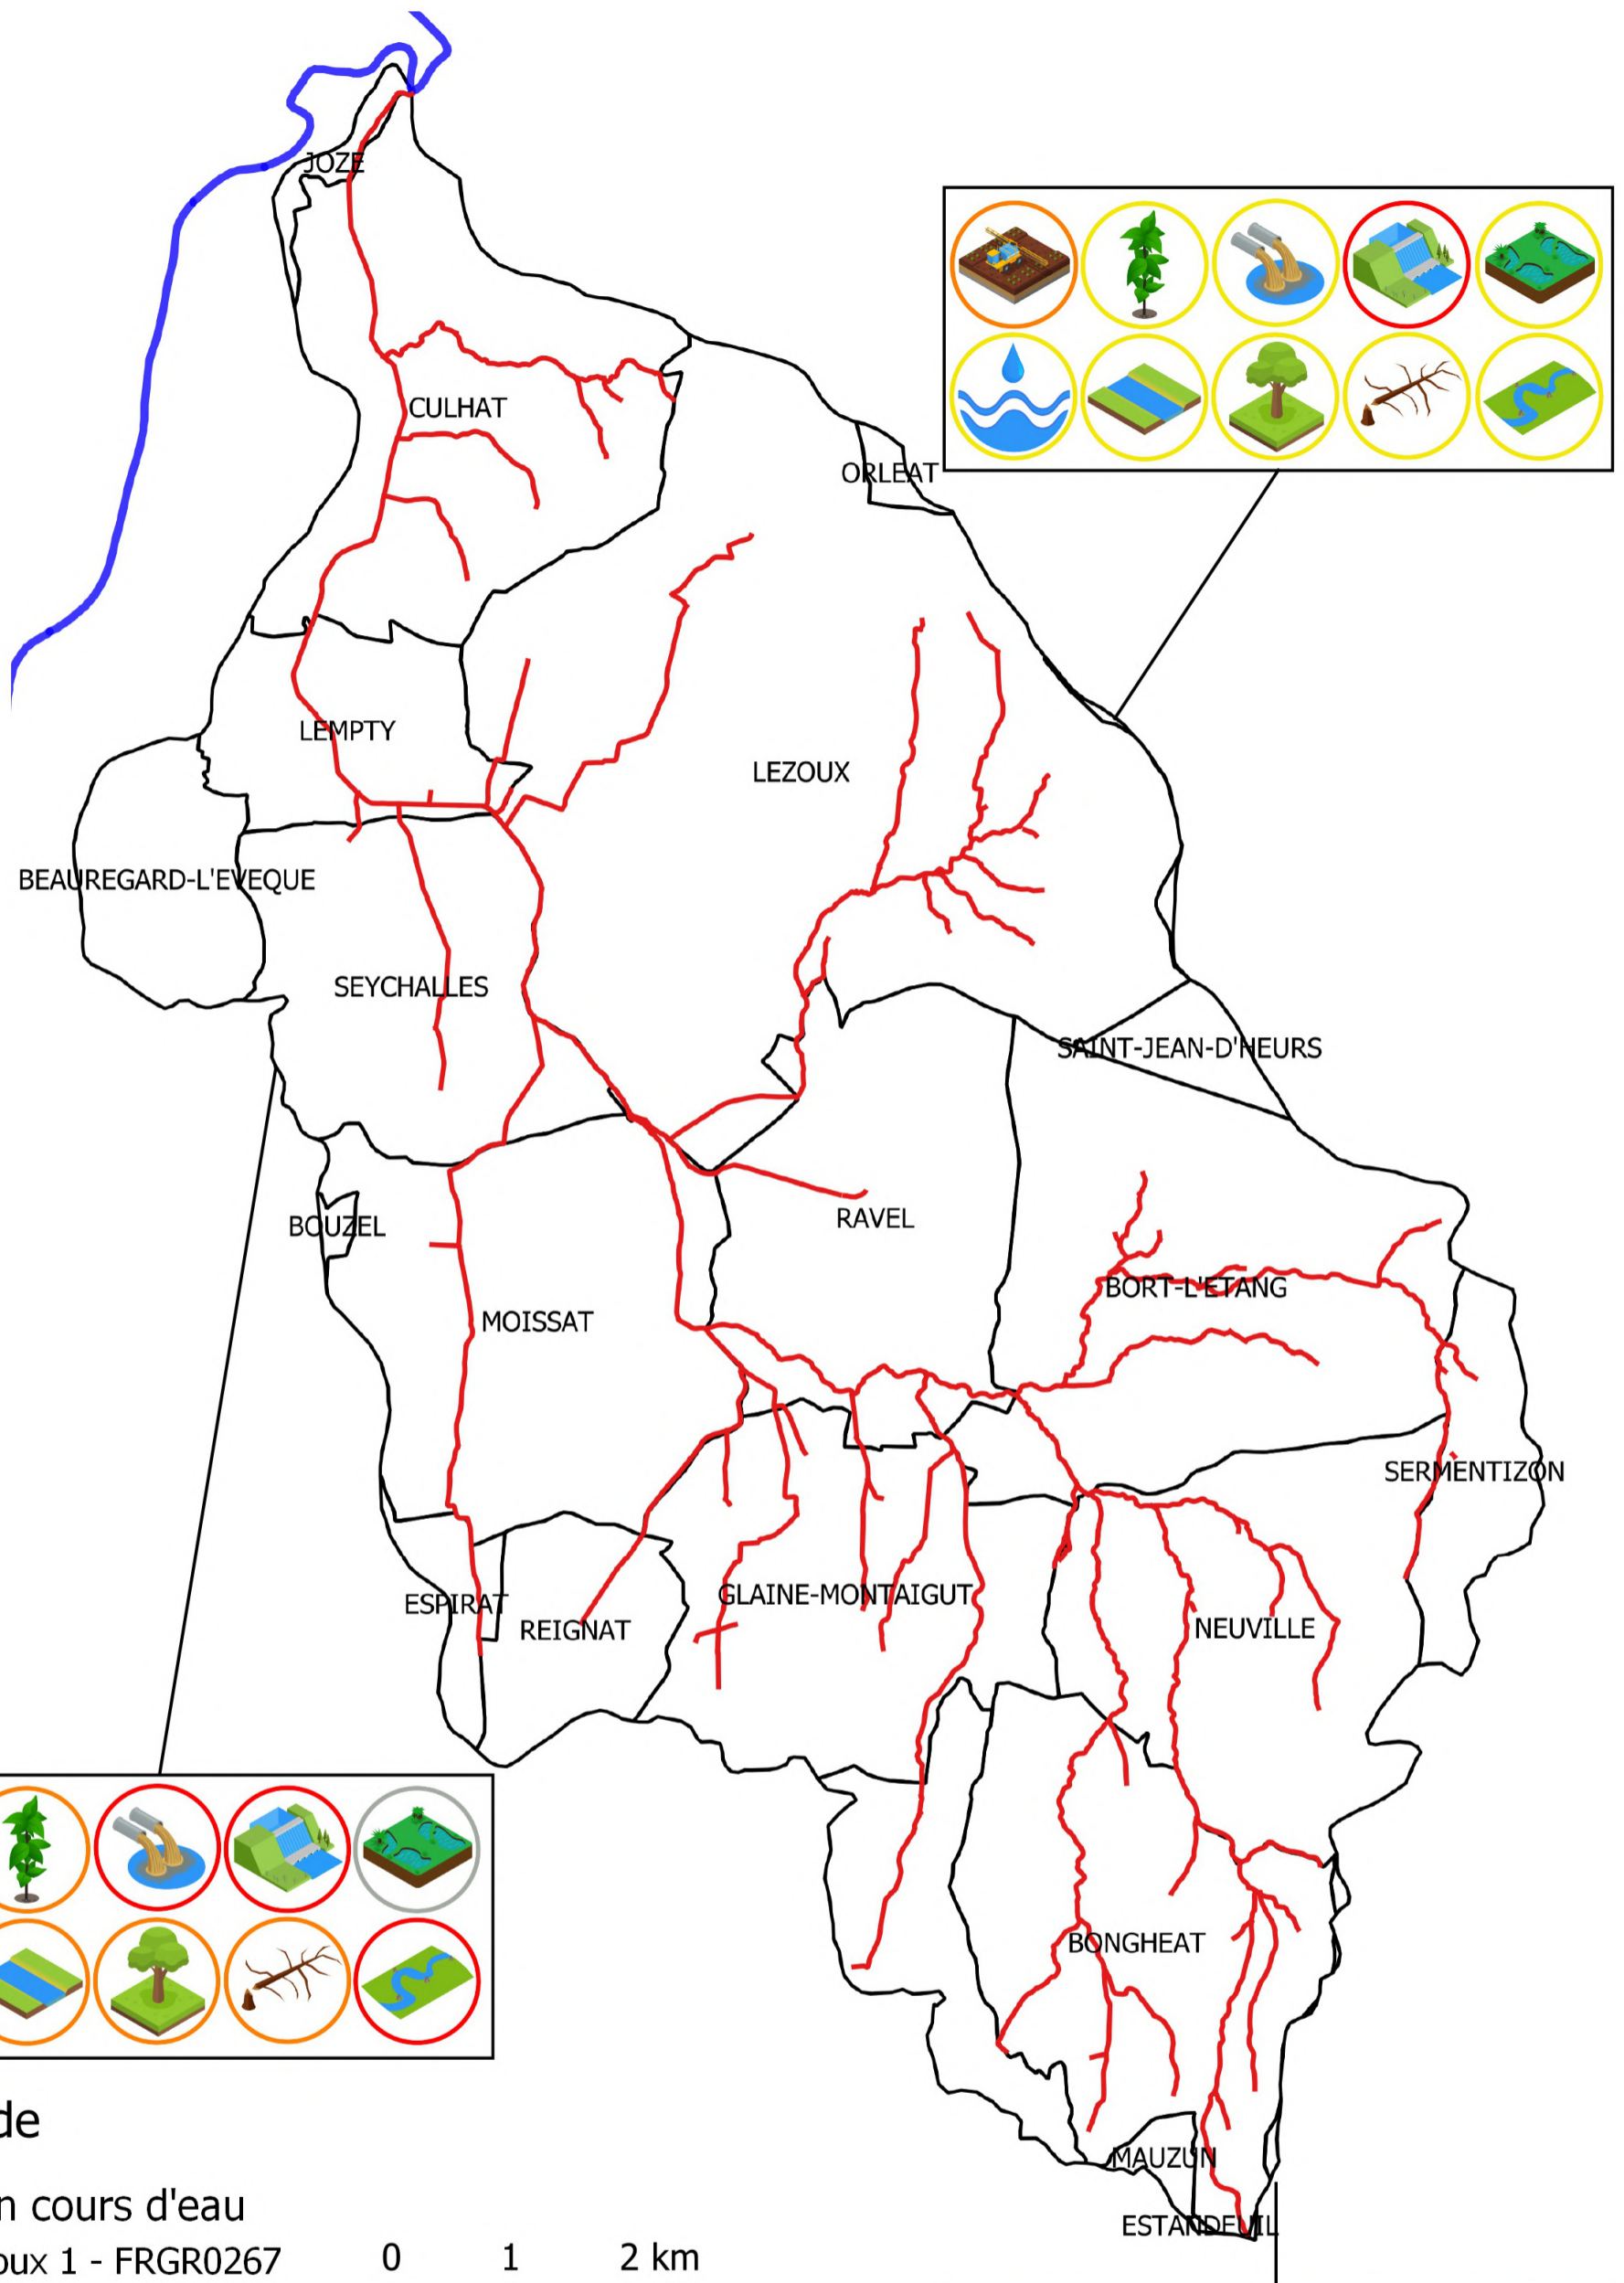 JOZE
CULHAT
ORLEAT
LEMPTY
LEZOUX
BEAUREGARD-L'EVEQUE
SEYCHALLES
SAINT-JEAN-D'HEURS
BOUZEL
RAVEL
BORT-L'ETANG
MOISSAT
SERMENTIZON
ESPIRAT
GLAINE-MONTAIGUT
REIGNAT
NEUVILLE
BONGHEAT
MAUZUN
ESTANDEUIL
de
n cours d'eau
oux 1 - FRGR0267
0 1 2 km